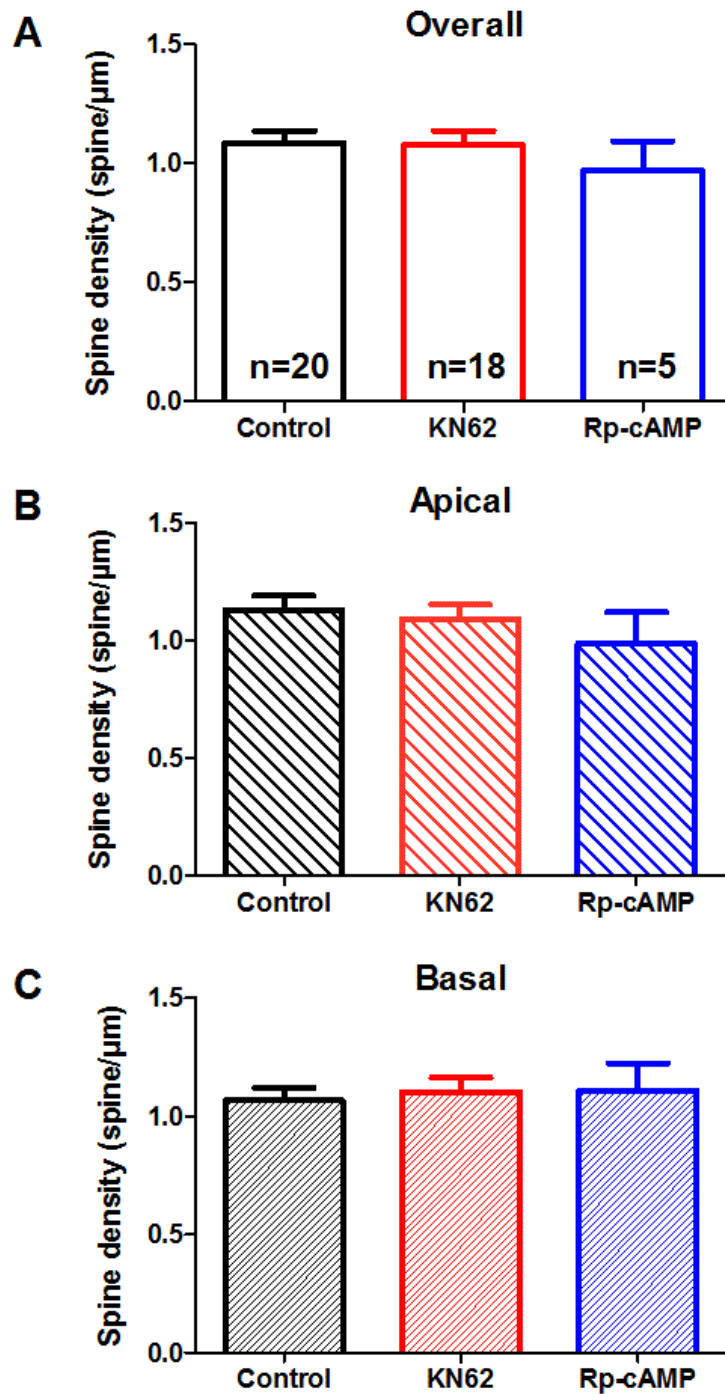 A
Overall
Spine density (spine/µm)
1.5
1.0
0.5
0.0
n=20
n=18
n=5
Control
KN62
Rp-cAMP
B
Apical
Spine density (spine/µm)
1.5
1.0
0.5
0.0
Control
KN62
Rp-cAMP
C
Basal
Spine density (spine/µm)
1.5
1.0
0.5
0.0
Control
KN62
Rp-cAMP